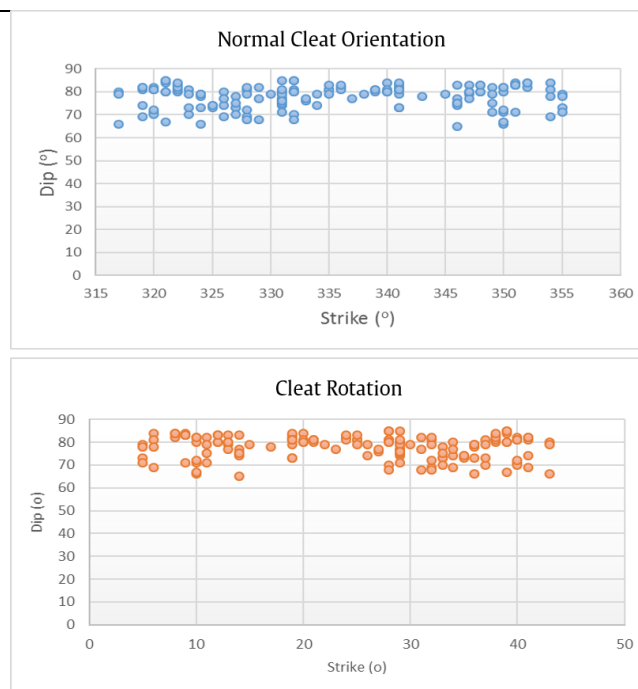 Normal Cleat Orientation
90
80
70
60
50
40
30
20
10
0
Dip (°)
315 320 325 330 335 340 345 350 355 360
Strike (°)
Cleat Rotation
90
80
70
60
50
40
30
20
10
0
Dip (o)
0 10 20 30 40 50
Strike (o)